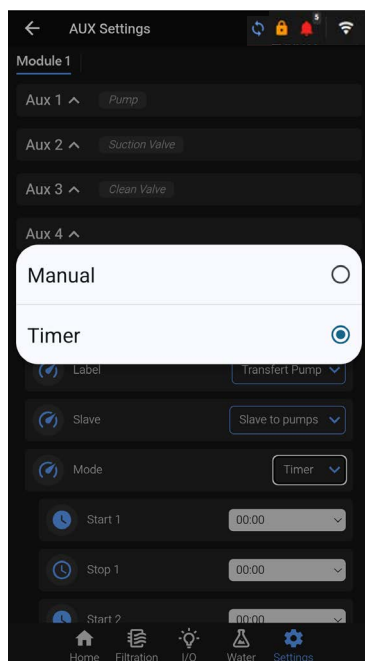 AUX Settings
5
Module 1
Aux 1 Pump
Aux 2 Suction Valve
Aux 3 Clean Valve
Aux 4
Manual
Timer
Label Transfert Pump
Slave Slave to pumps
Mode Timer
Start 1 00:00
Stop 1 00:00
Start 2 00:00
Home Filtration I/O Water Settings